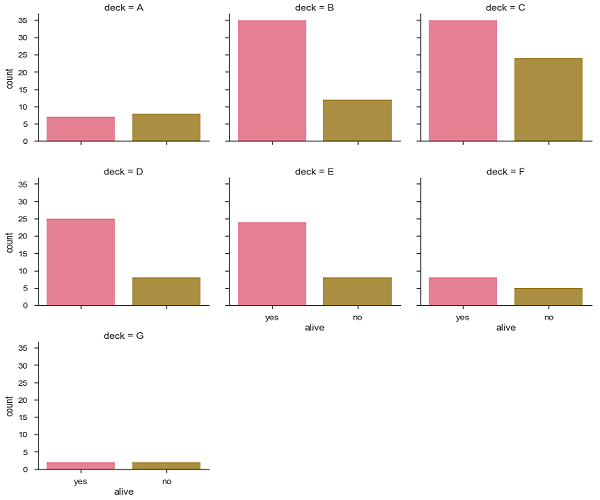 deck = A
deck = B
deck = C
35
30
25
20
15
10
5
0
count
deck = D
deck = E
deck = F
35
30
25
20
15
10
5
0
count
yes
no
alive
yes
no
alive
deck = G
35
30
25
20
15
10
5
0
count
yes
no
alive